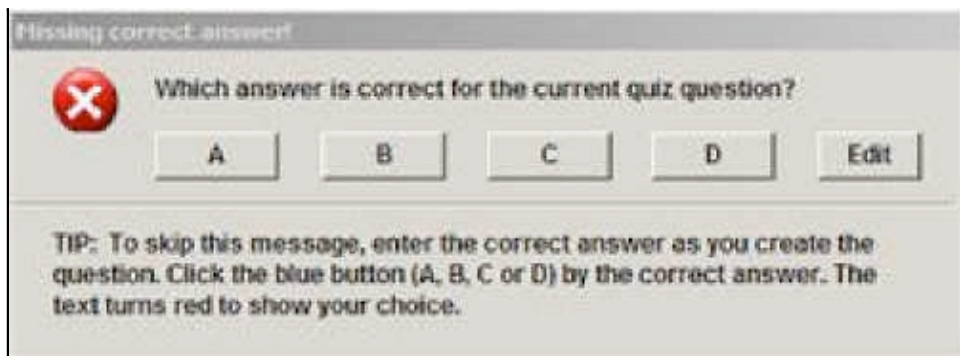 Missing correct answer!
Which answer is correct for the current quiz question?
A B C D Edit
TIP: To skip this message, enter the correct answer as you create the
question. Click the blue button (A, B, C or D) by the correct answer. The
text turns red to show your choice.